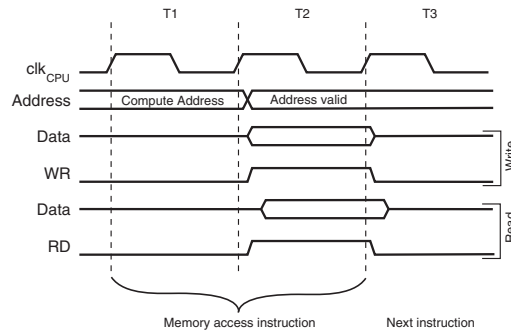 T1 T2 T3
clkCPU
Address Compute Address Address valid
Data
WR
Write
Data
RD
Read
Memory access instruction Next instruction